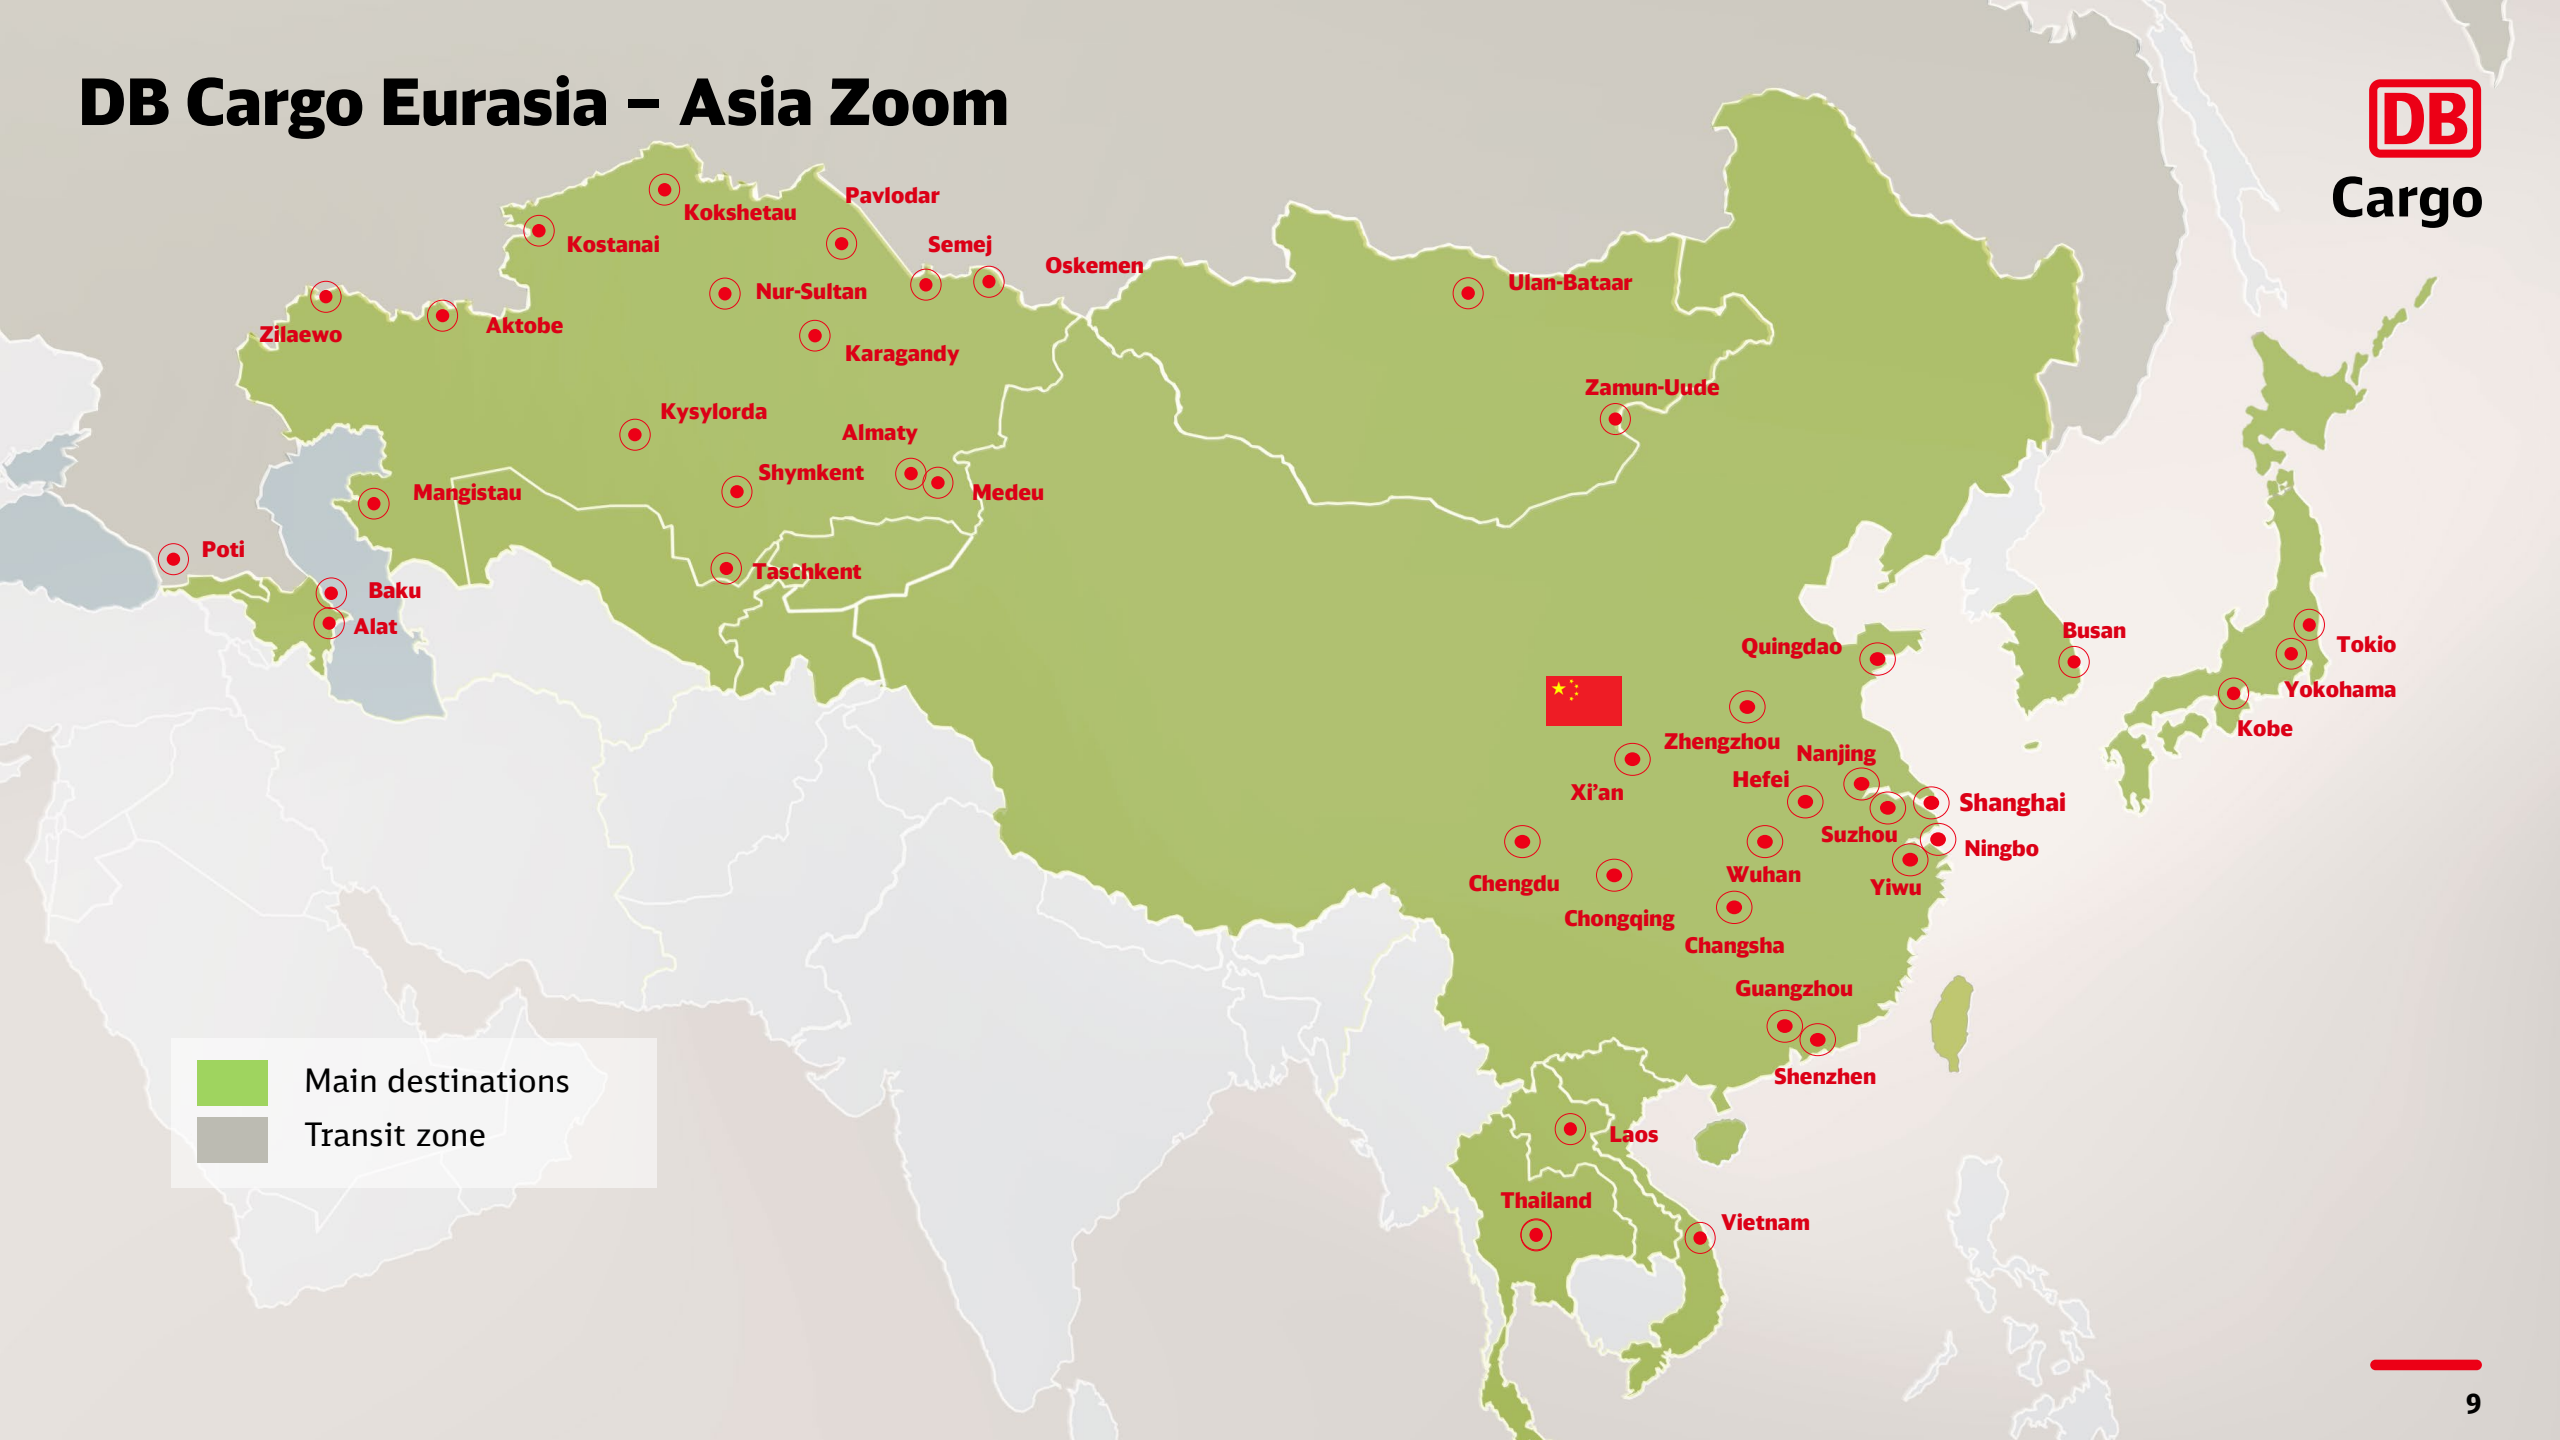 DB Cargo Eurasia – Asia Zoom
DB
Cargo
Pavlodar
Kokshetau
Kostanai
Semej
Oskemen
Nur-Sultan
Ulan-Bataar
Zilaewo
Aktobe
Karagandy
Zamun-Uude
Kysylorda
Almaty
Shymkent
Mangistau
Medeu
Poti
Taschkent
Baku
Alat
Busan
Quingdao
Tokio
Yokohama
Kobe
Zhengzhou
Nanjing
Hefei
Xi’an
Shanghai
Suzhou
Ningbo
Wuhan
Chengdu
Yiwu
Chongqing
Changsha
Guangzhou
Shenzhen
Main destinations
Transit zone
Laos
Thailand
Vietnam
9